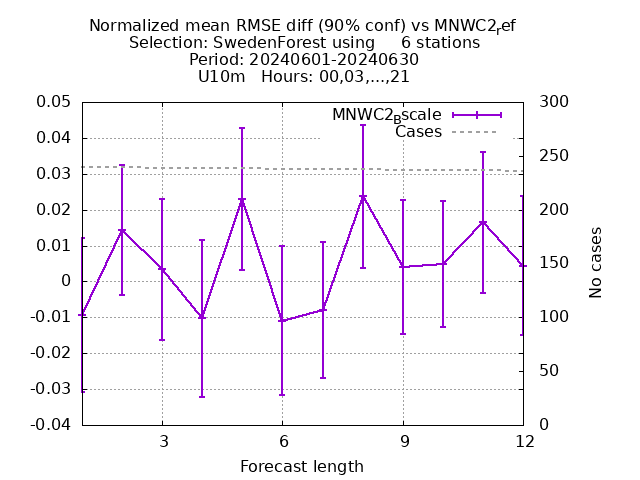 Normalized mean RMSE diff (90% conf) vs MNWC2ref
Selection: SwedenForest using 6 stations
Period: 20240601-20240630
U10m Hours: 00,03,...,21
MNWC2Bscale
Cases
0.05
0.04
0.03
0.02
0.01
0
-0.01
-0.02
-0.03
-0.04
300
250
200
150
100
50
0
No cases
3 6 9 12
Forecast length